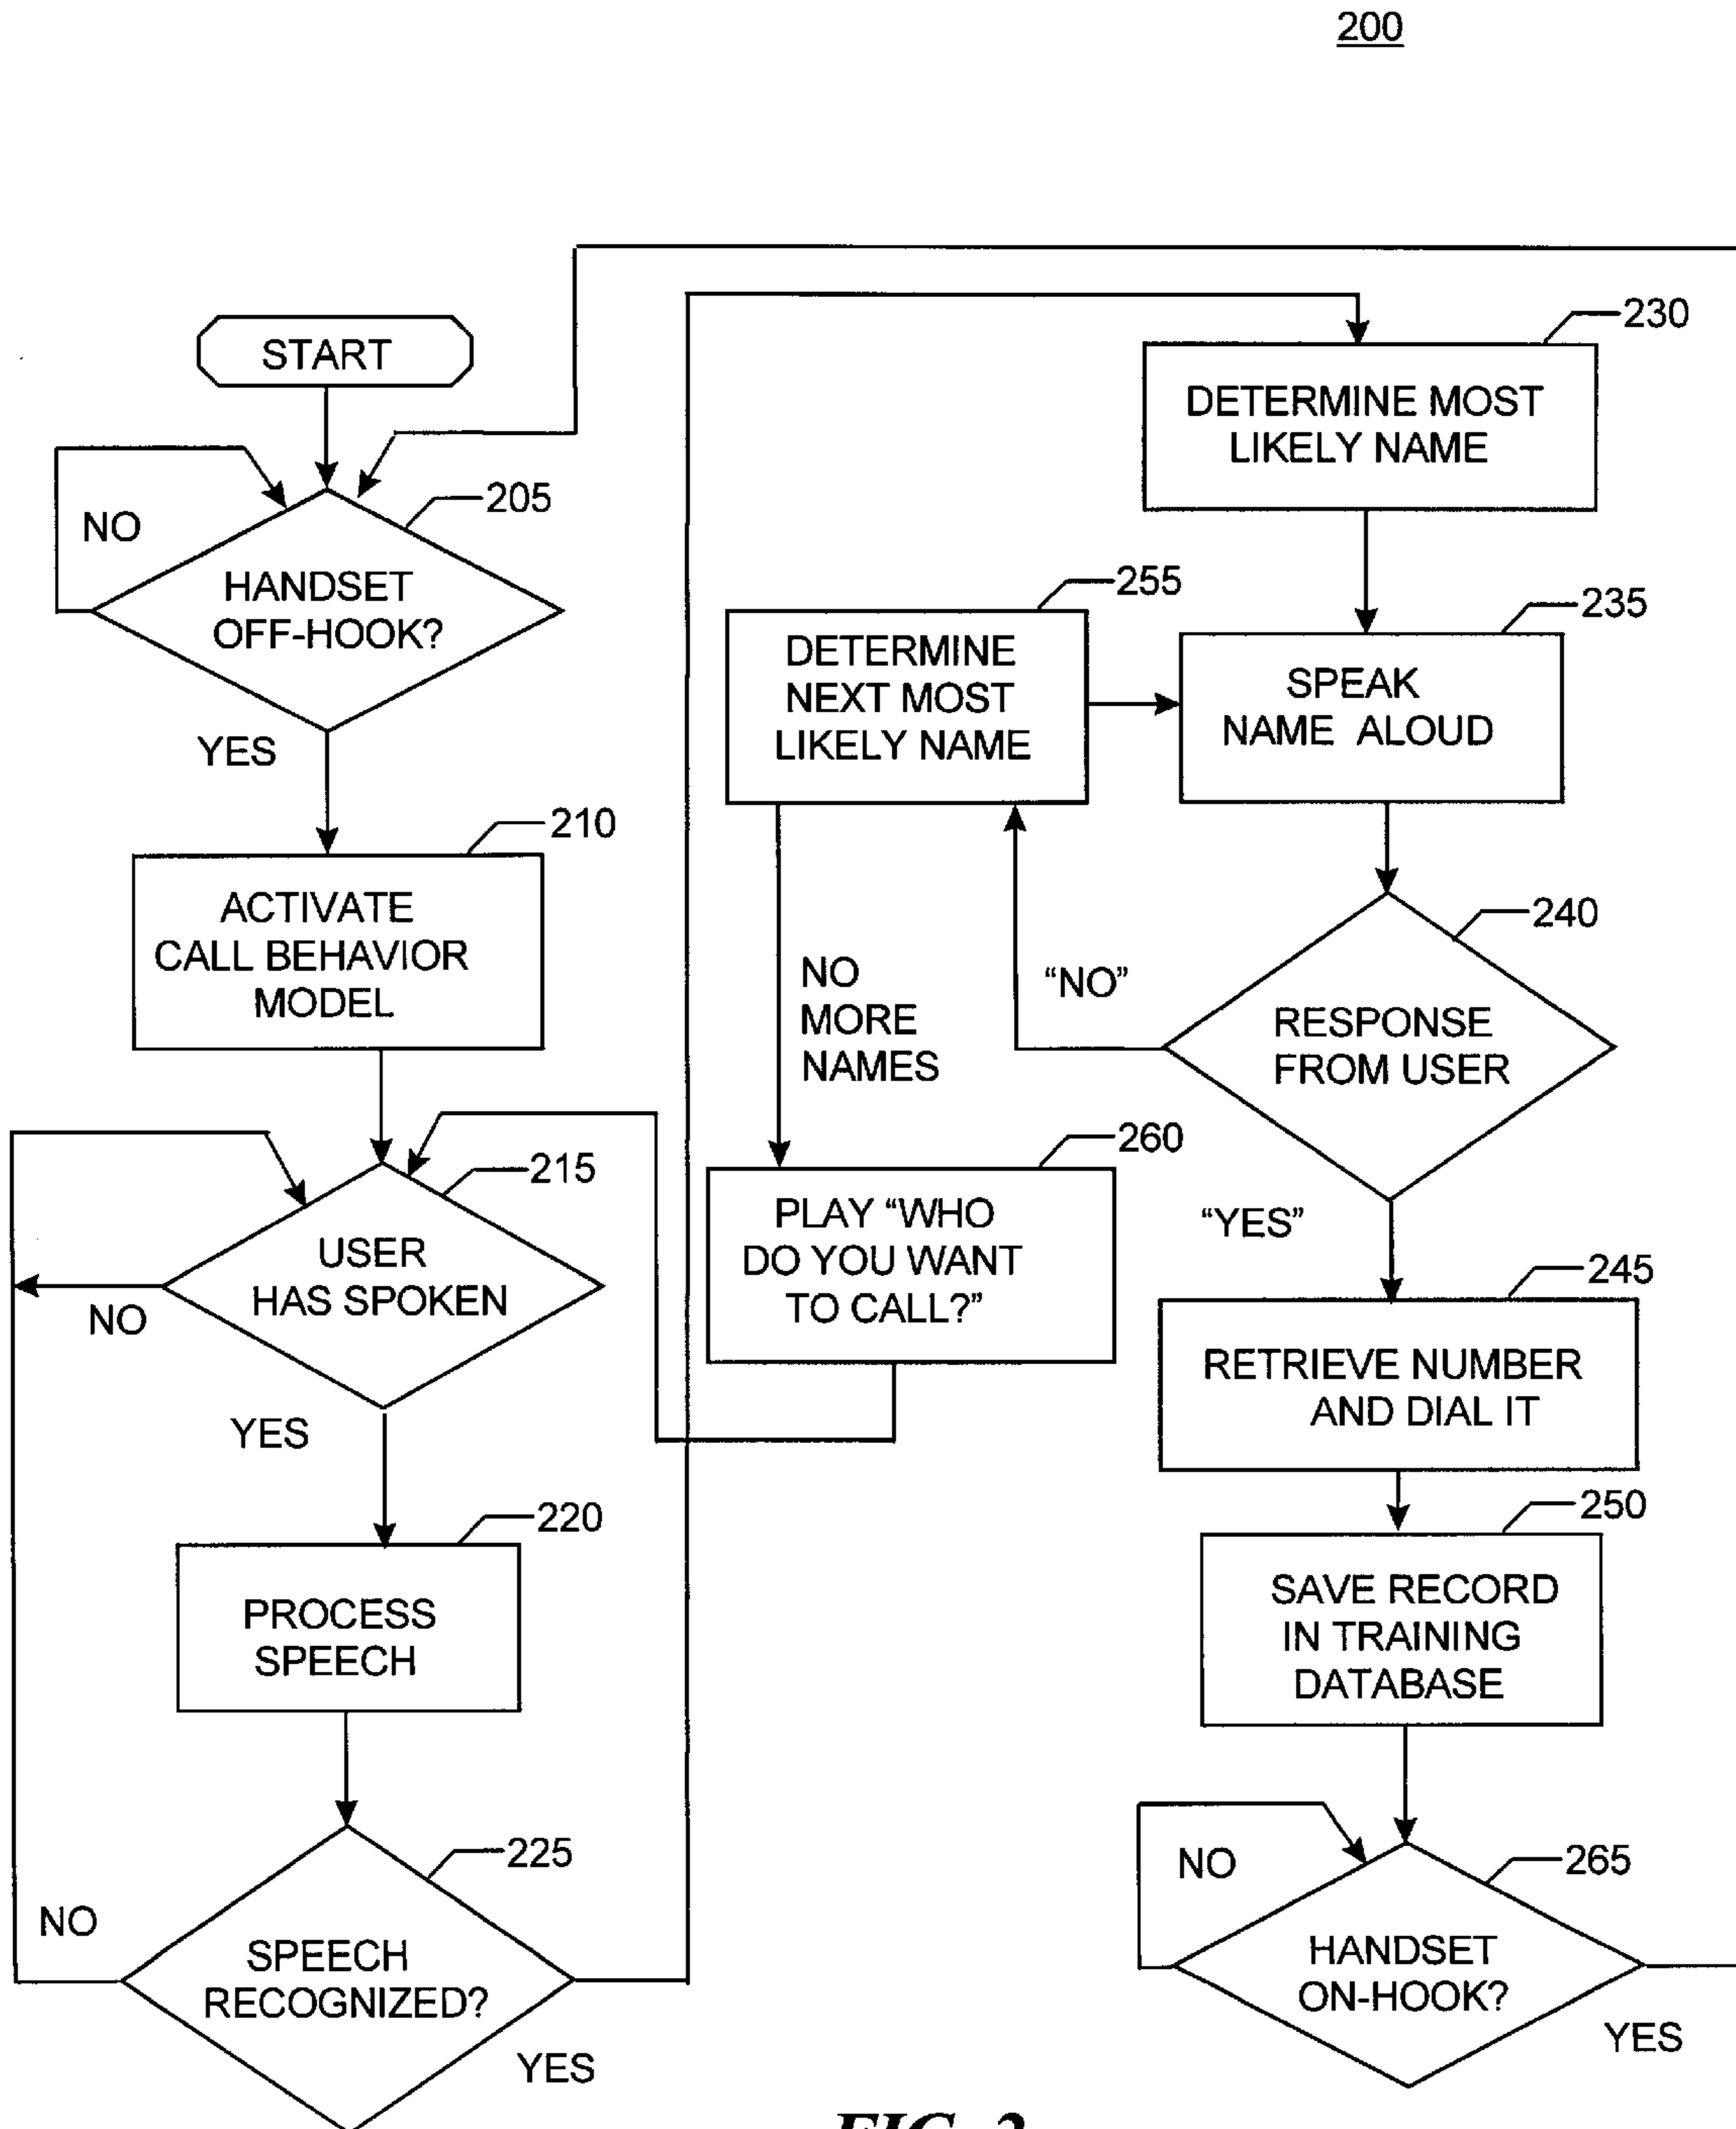 200
START
205
NO
HANDSET
OFF-HOOK?
YES
210
ACTIVATE
CALL BEHAVIOR
MODEL
215
USER
HAS SPOKEN
NO
YES
220
PROCESS
SPEECH
225
NO
SPEECH
RECOGNIZED?
YES
230
DETERMINE MOST
LIKELY NAME
255
DETERMINE
NEXT MOST
LIKELY NAME
235
SPEAK
NAME ALOUD
240
RESPONSE
FROM USER
“NO”
NO
MORE
NAMES
260
PLAY “WHO
DO YOU WANT
TO CALL?”
“YES”
245
RETRIEVE NUMBER
AND DIAL IT
250
SAVE RECORD
IN TRAINING
DATABASE
265
NO
HANDSET
ON-HOOK?
YES